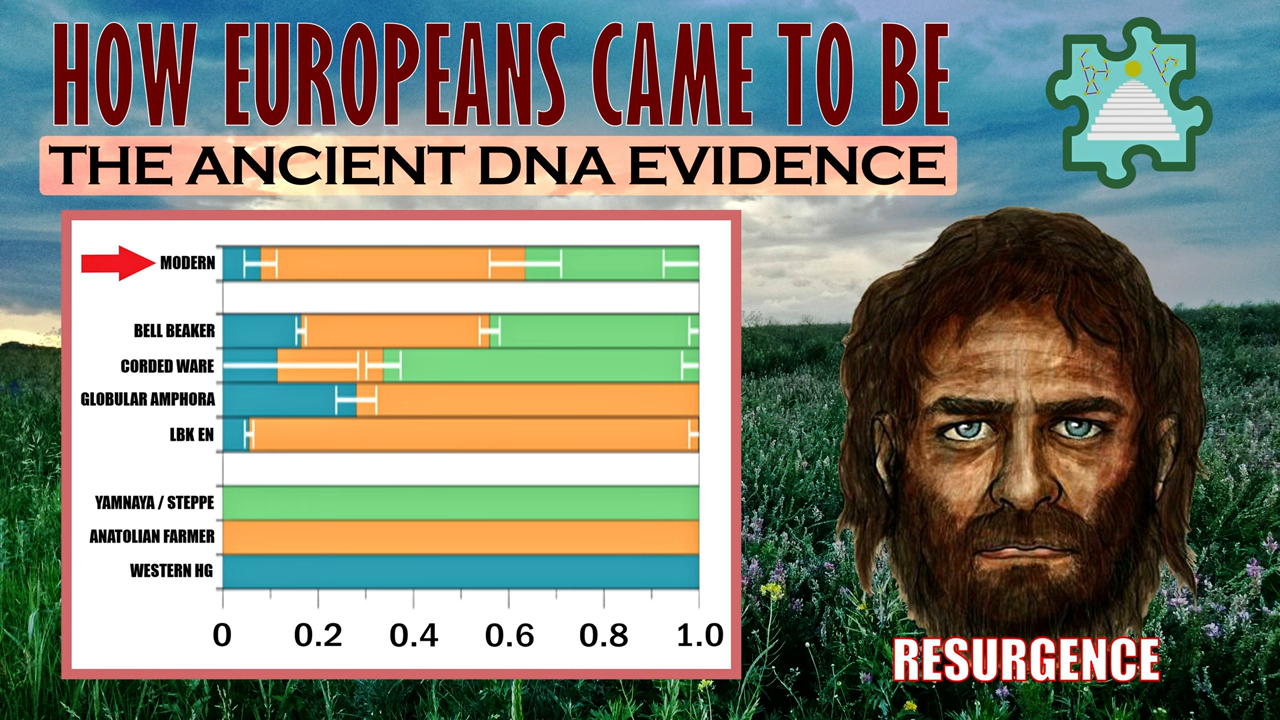 HOW EUROPEANS CAME TO BE
THE ANCIENT DNA EVIDENCE
MODERN
BELL BEAKER
CORDED WARE
GLOBULAR AMPHORA
LBK EN
YAMNAYA / STEPPE
ANATOLIAN FARMER
WESTERN HG
0 0.2 0.4 0.6 0.8 1.0
RESURGENCE